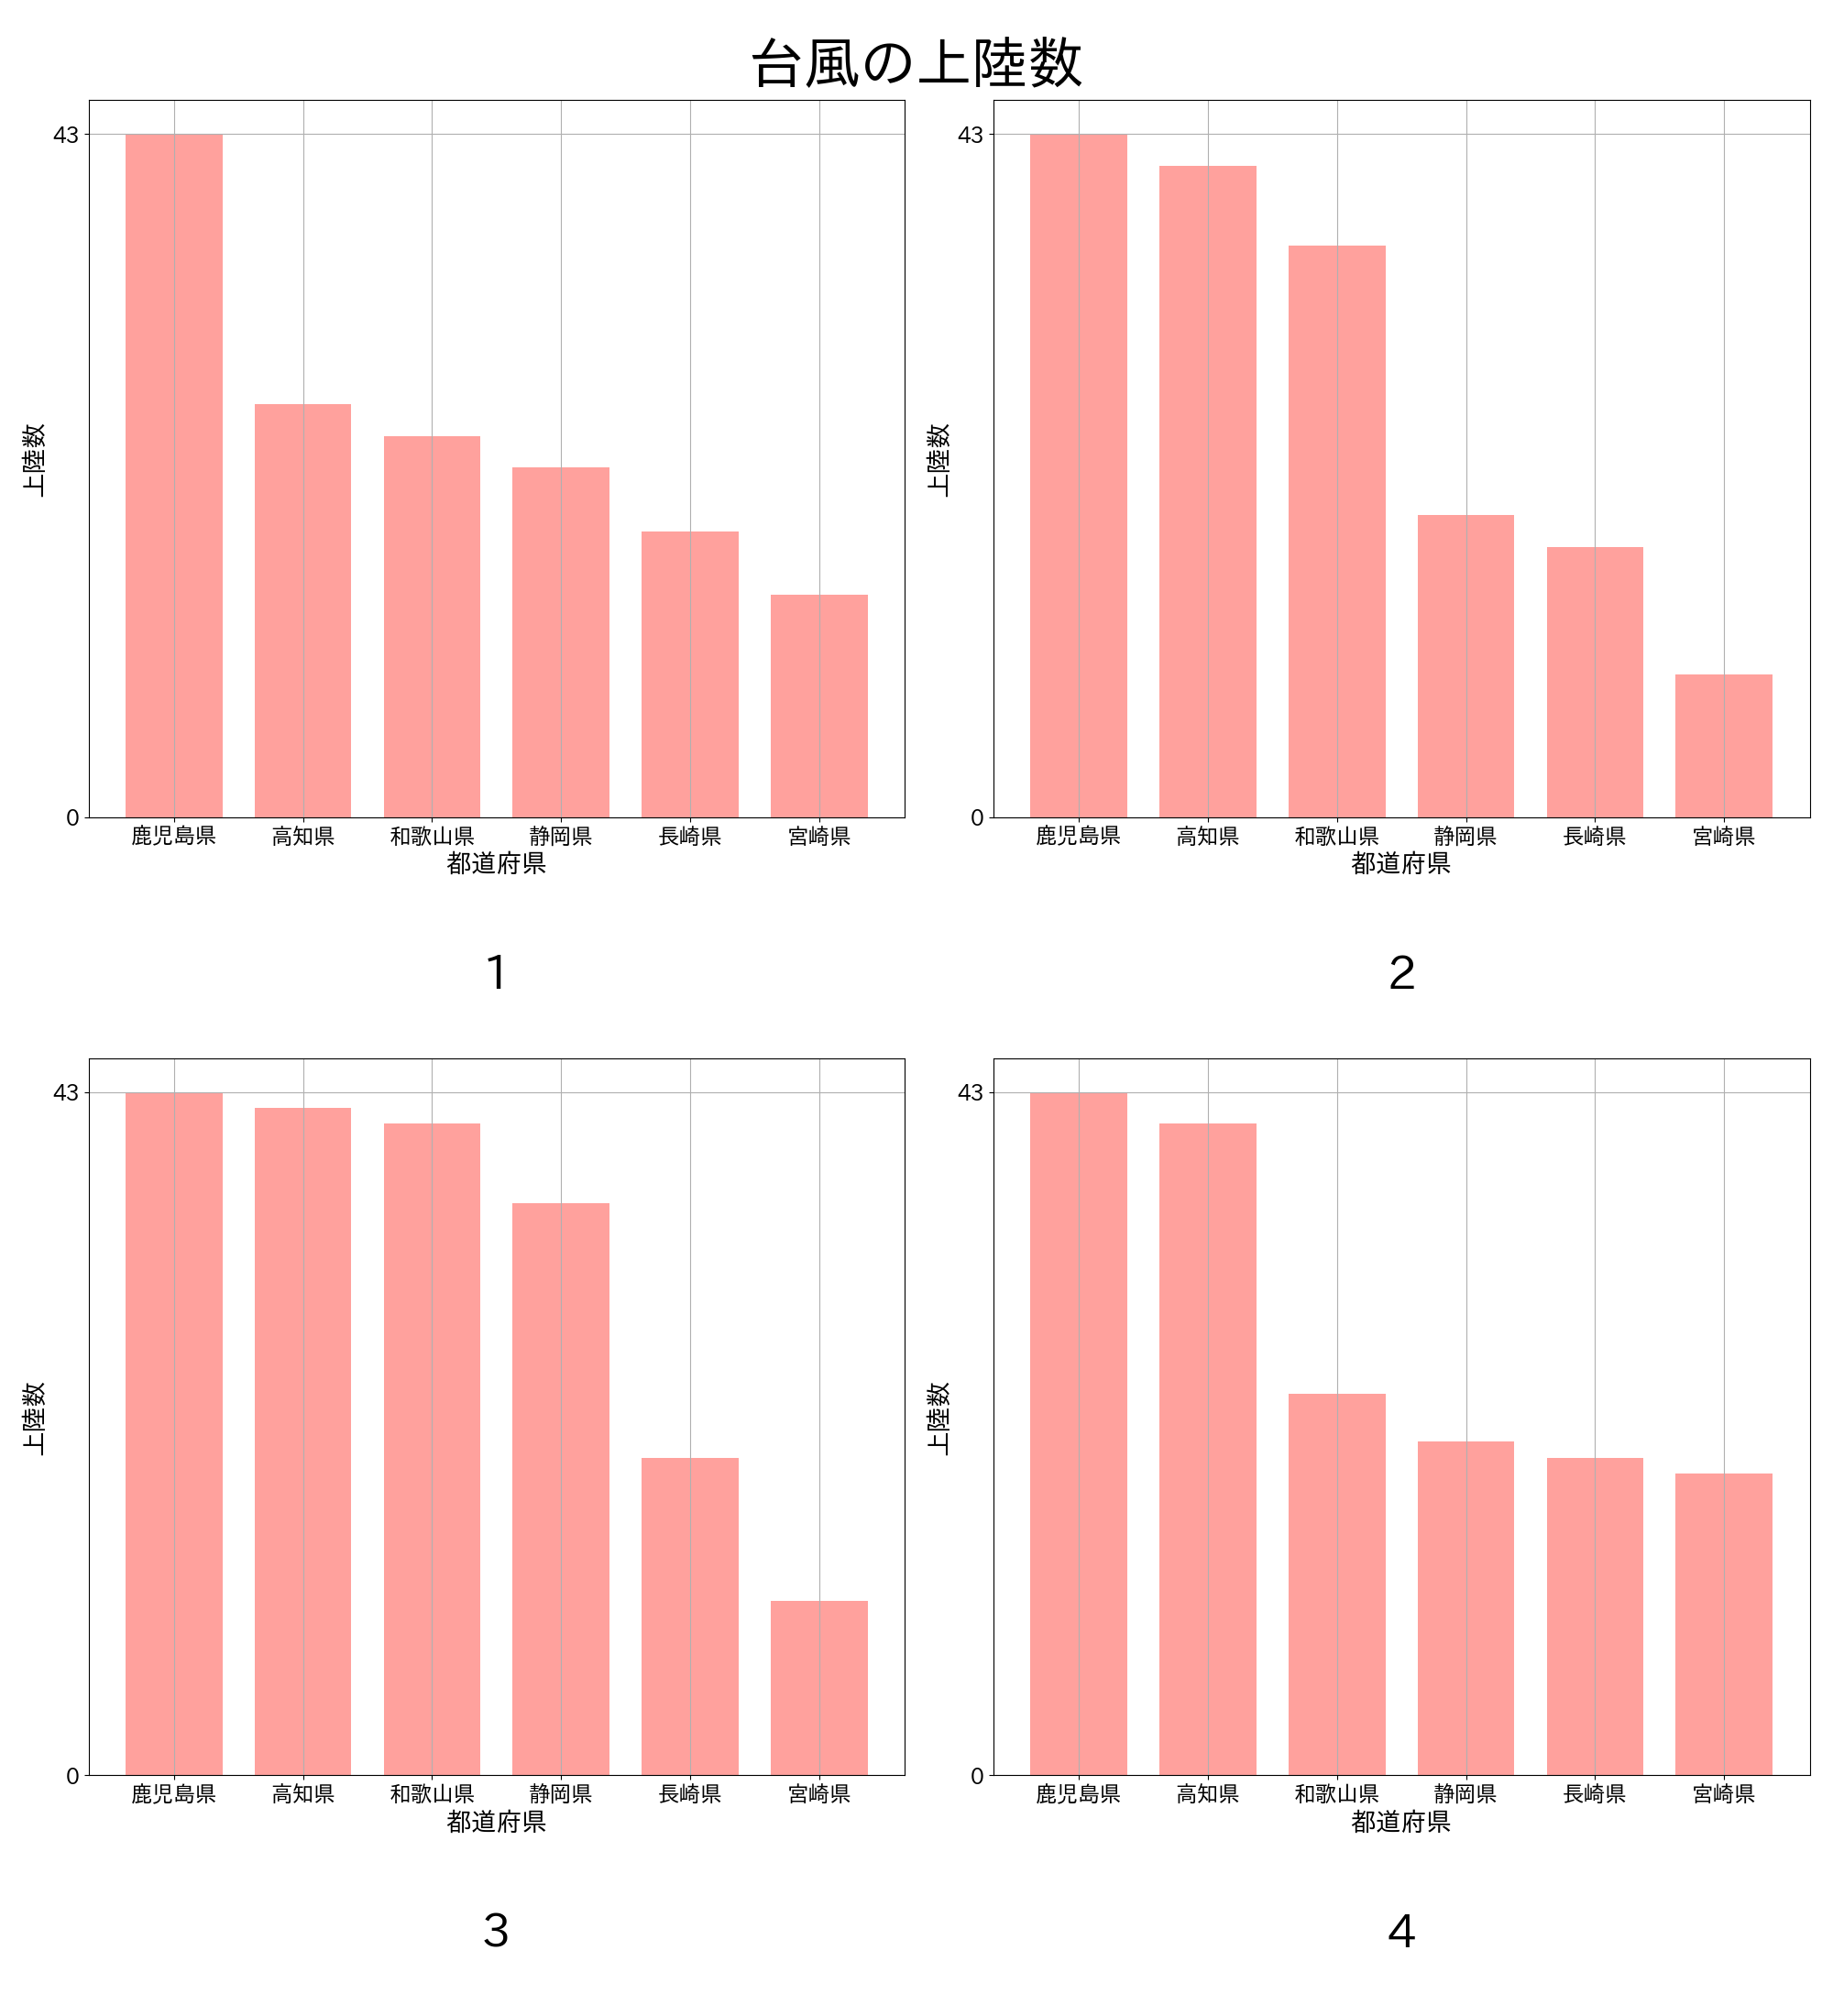 台風の上陸数
43
0
上陸数
鹿児島県 高知県 和歌山県 静岡県 長崎県 宮崎県
都道府県
1
43
0
上陸数
鹿児島県 高知県 和歌山県 静岡県 長崎県 宮崎県
都道府県
2
43
0
上陸数
鹿児島県 高知県 和歌山県 静岡県 長崎県 宮崎県
都道府県
3
43
0
上陸数
鹿児島県 高知県 和歌山県 静岡県 長崎県 宮崎県
都道府県
4